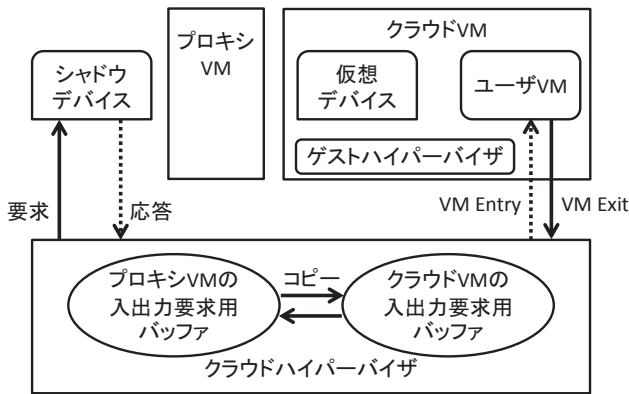 プロキシ
VM
クラウドVM
シャドウ
デバイス
仮想
デバイス
ユーザVM
ゲストハイパーバイザ
要求
応答
VM Entry
VM Exit
プロキシVMの
入出力要求用
バッファ
コピー
クラウドVMの
入出力要求用
バッファ
クラウドハイパーバイザ